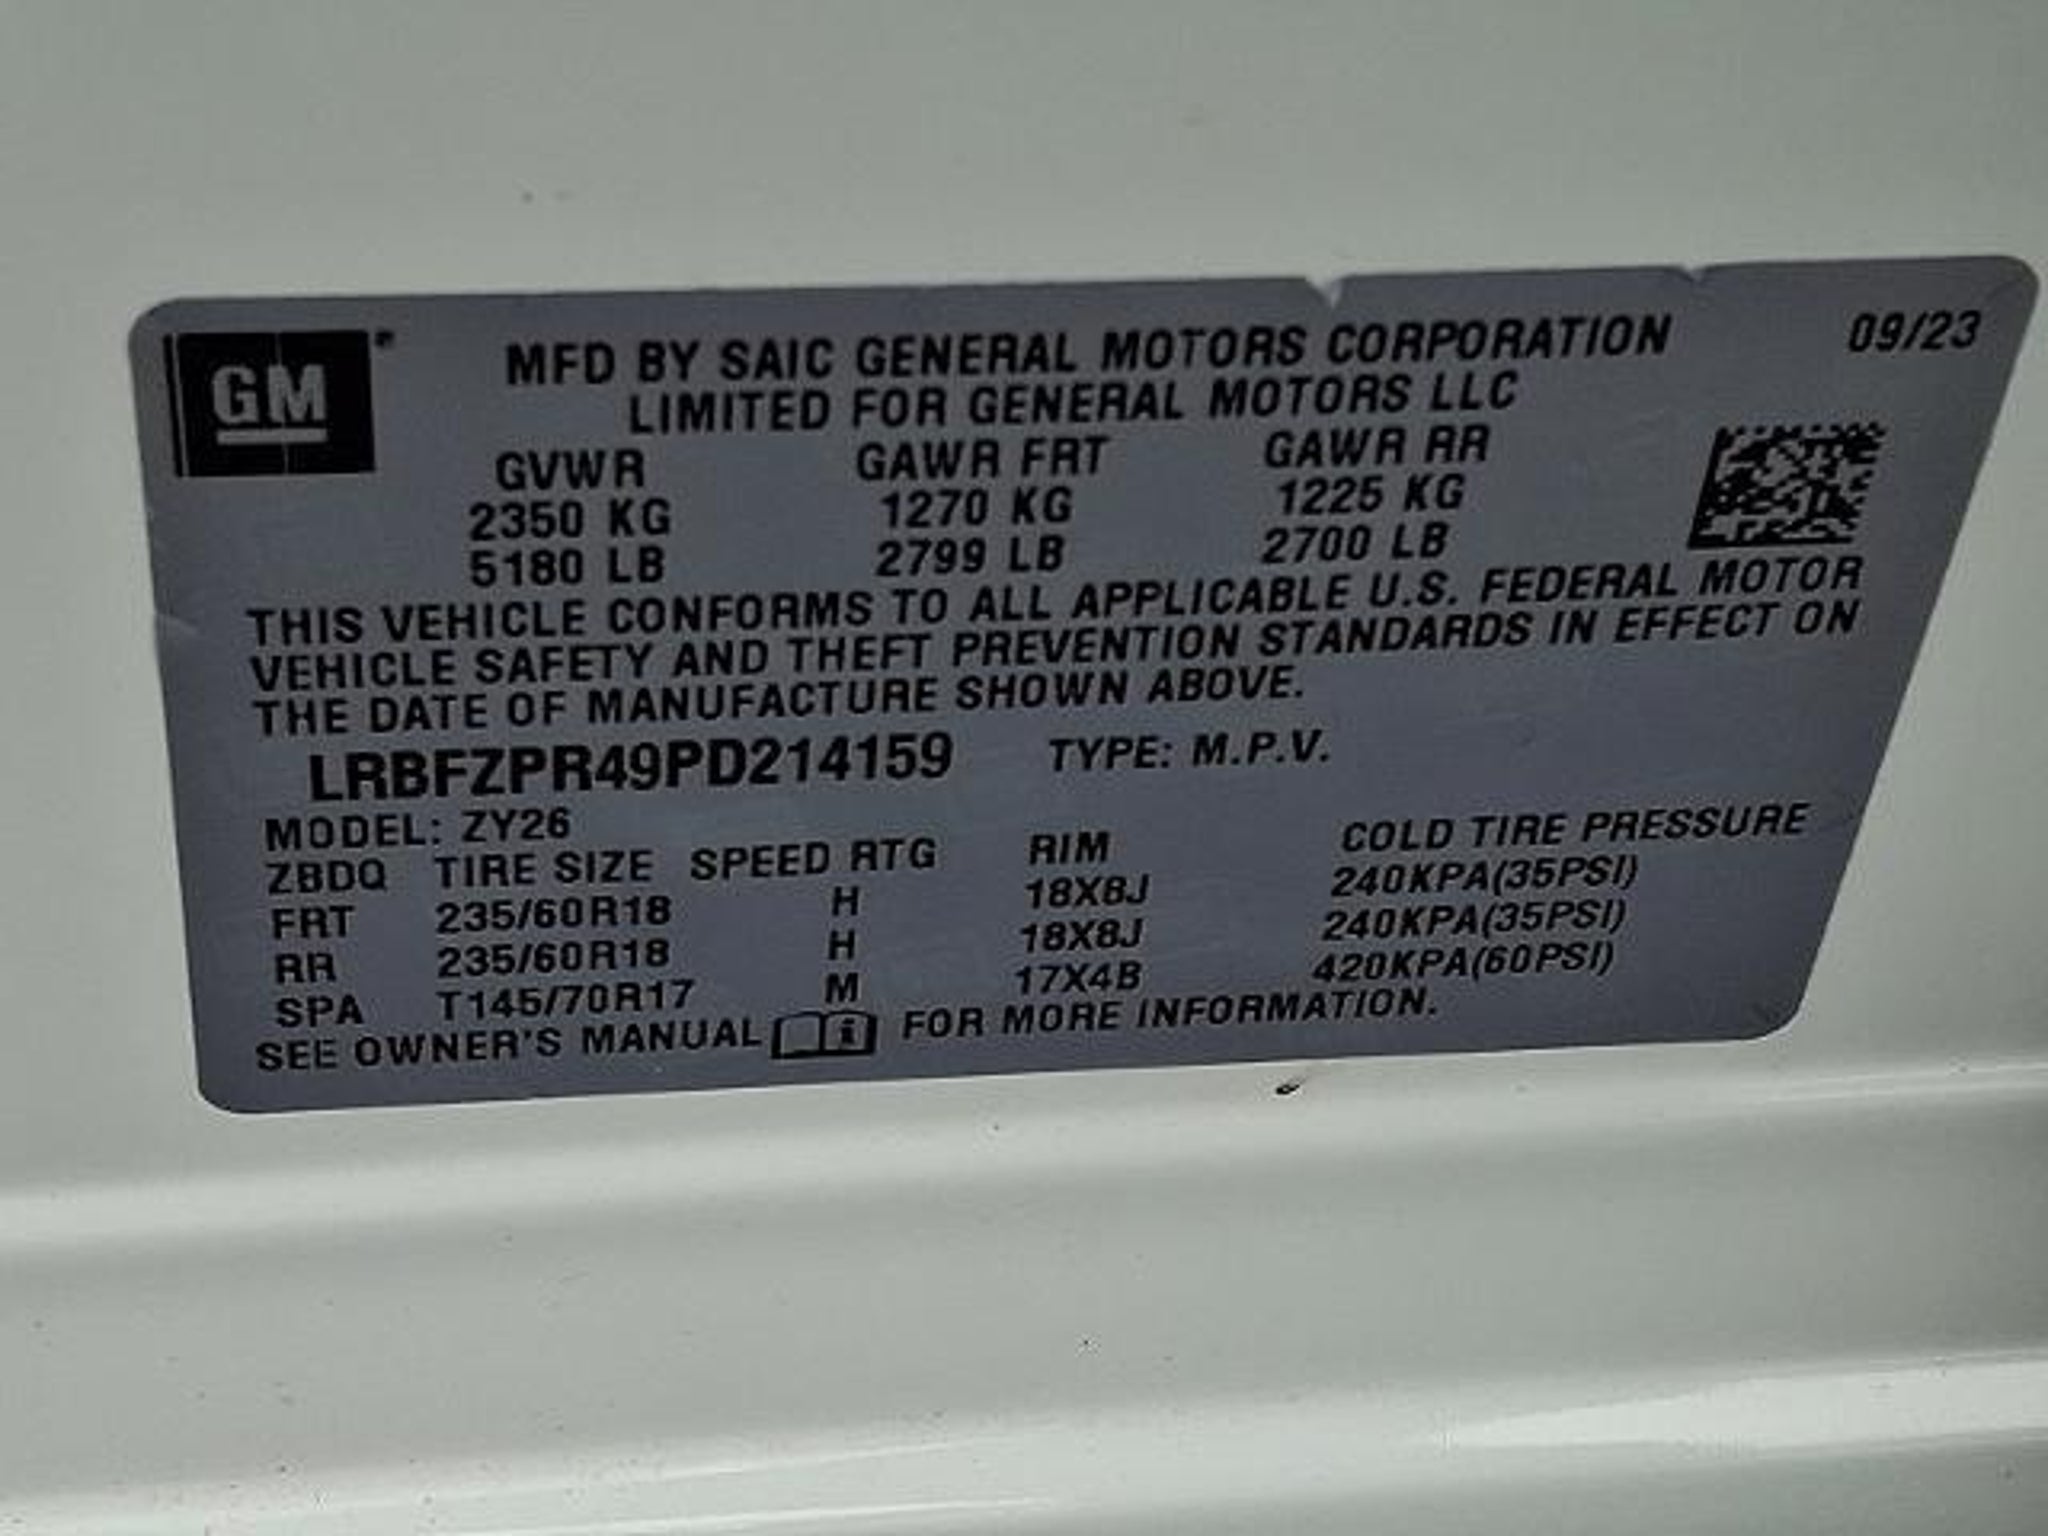 GM
MFD BY SAIC GENERAL MOTORS CORPORATION 09/23
LIMITED FOR GENERAL MOTORS LLC
GVWR GAWR FRT GAWR RR
2350 KG 1270 KG 1225 KG
5180 LB 2799 LB 2700 LB
THIS VEHICLE CONFORMS TO ALL APPLICABLE U.S. FEDERAL MOTOR
VEHICLE SAFETY AND THEFT PREVENTION STANDARDS IN EFFECT ON
THE DATE OF MANUFACTURE SHOWN ABOVE.
LRBFZPR49PD214159 TYPE: M.P.V.
MODEL: ZY26
ZBDQ TIRE SIZE SPEED RTG RIM COLD TIRE PRESSURE
FRT 235/60R18 H 18X8J 240KPA(35PSI)
RR 235/60R18 H 18X8J 240KPA(35PSI)
SPA T145/70R17 M 17X4B 420KPA(60PSI)
SEE OWNER'S MANUAL i FOR MORE INFORMATION.